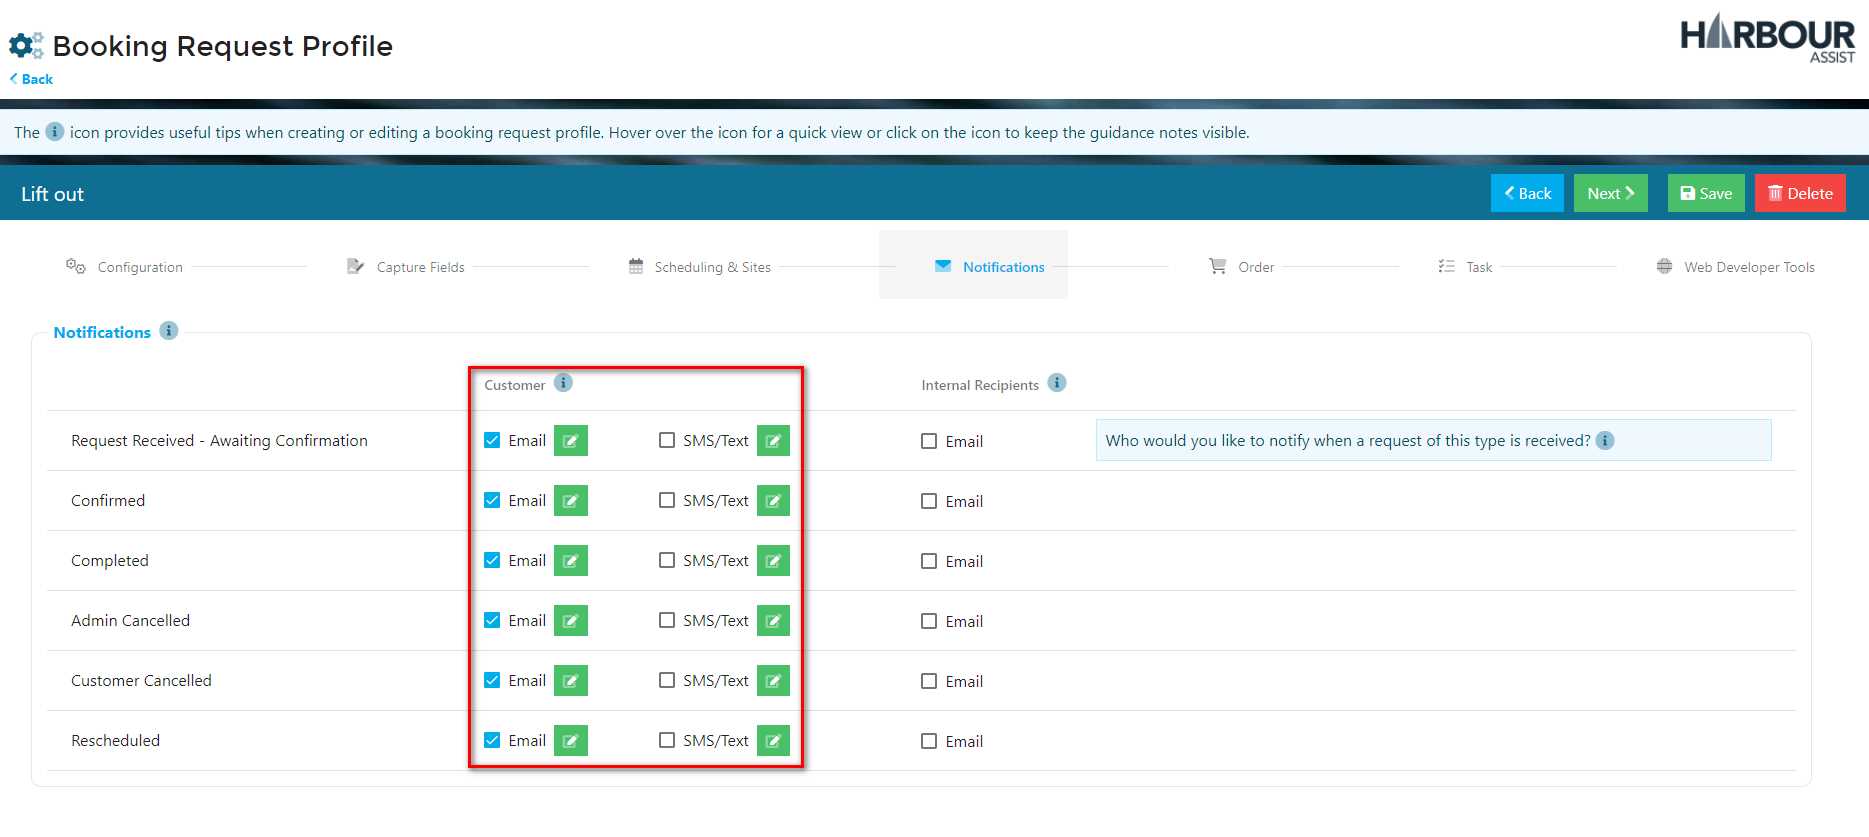 Booking Request Profile
HARBOUR
ASSIST
Back
The i icon provides useful tips when creating or editing a booking request profile. Hover over the icon for a quick view or click on the icon to keep the guidance notes visible.
Lift out
Back
Next
Save
Delete
Configuration
Capture Fields
Scheduling & Sites
Notifications
Order
Task
Web Developer Tools
Notifications i
Customer i
Internal Recipients i
Request Received - Awaiting Confirmation
Email
SMS/Text
Email
Who would you like to notify when a request of this type is received? i
Confirmed
Email
SMS/Text
Email
Completed
Email
SMS/Text
Email
Admin Cancelled
Email
SMS/Text
Email
Customer Cancelled
Email
SMS/Text
Email
Rescheduled
Email
SMS/Text
Email